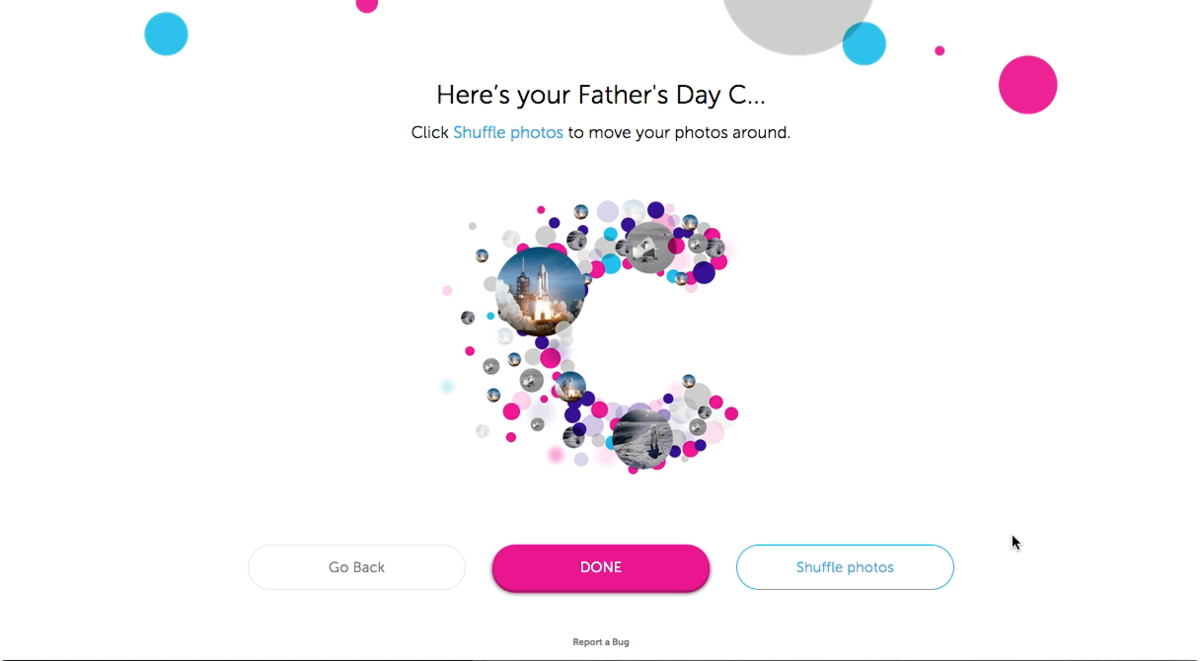 Here’s your Father's Day C...
Click Shuffle photos to move your photos around.
Go Back
DONE
Shuffle photos
Report a Bug